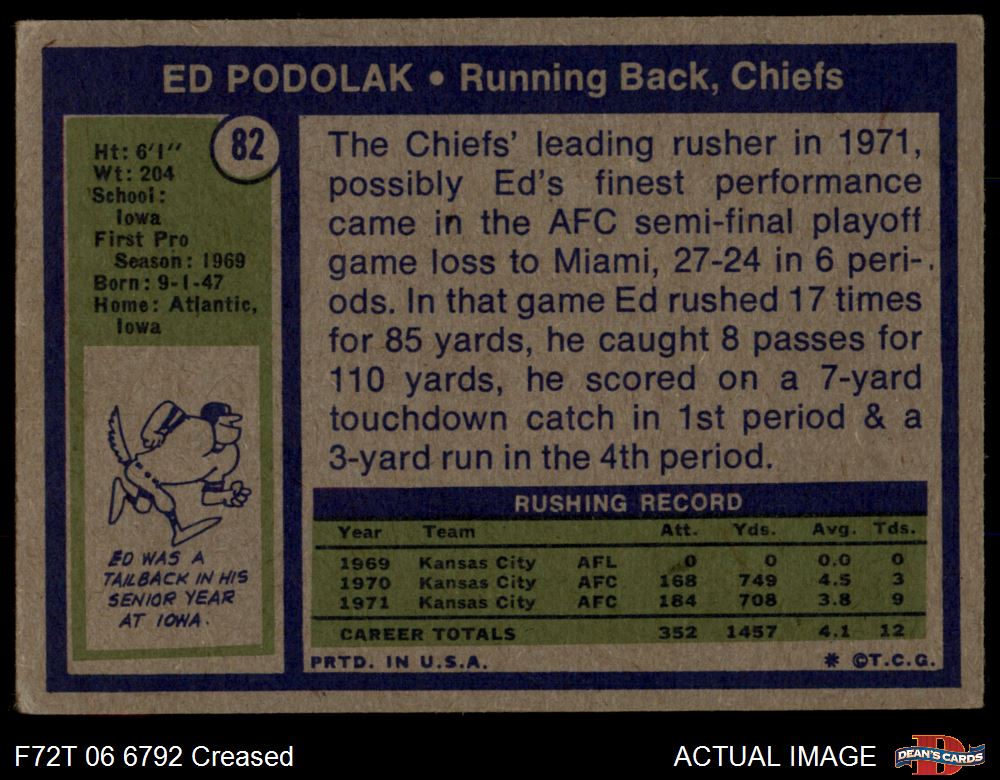 ED PODOLAK • Running Back, Chiefs
82
Ht: 6'1"
Wt: 204
School:
Iowa
First Pro
Season: 1969
Born: 9-1-47
Home: Atlantic,
Iowa
ED WAS A
TAILBACK IN HIS
SENIOR YEAR
AT IOWA.
The Chiefs' leading rusher in 1971,
possibly Ed's finest performance
came in the AFC semi-final playoff
game loss to Miami, 27-24 in 6 peri-
ods. In that game Ed rushed 17 times
for 85 yards, he caught 8 passes for
110 yards, he scored on a 7-yard
touchdown catch in 1st period & a
3-yard run in the 4th period.
RUSHING RECORD
Year Team Att. Yds. Avg. Tds.
1969 Kansas City AFL 0 0 0.0 0
1970 Kansas City AFC 168 749 4.5 3
1971 Kansas City AFC 184 708 3.8 9
CAREER TOTALS 352 1457 4.1 12
PRTD. IN U.S.A. * ©T.C.G.
F72T 06 6792 Creased
ACTUAL IMAGE
DEAN'S CARDS